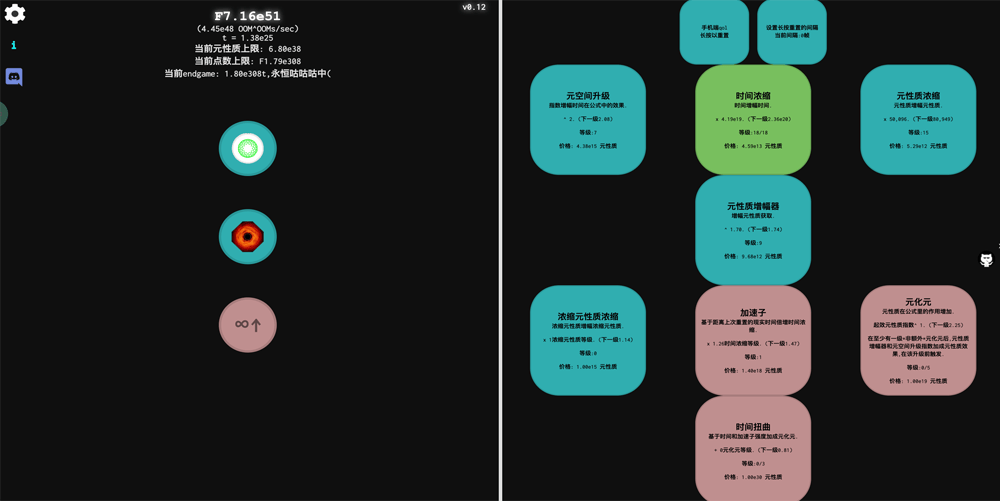 v0.12
F7.16e51
(4.45e48 OOM^OOMs/sec)
t = 1.38e25
当前元性质上限: 6.80e38
当前点数上限: F1.79e308
当前endgame: 1.80e308t,永恒咕咕咕中(
i
∞↑
手机端qol
长按以重置
设置长按重置的间隔
当前间隔:0帧
元空间升级
指数增幅时间在公式中的效果.
^ 2.(下一级2.08)
等级:7
价格: 4.38e15 元性质
时间浓缩
时间增幅时间.
x 4.19e19.(下一级2.36e20)
等级:18/18
价格: 4.59e13 元性质
元性质浓缩
元性质增幅元性质.
等级:15
价格: 5.29e12 元性质
元性质增幅器
增幅元性质获取.
^ 1.70.(下一级1.74)
等级:9
价格: 9.68e12 元性质
浓缩元性质浓缩
浓缩元性质增幅浓缩元性质.
x 1浓缩元性质等级.(下一级1.14)
等级:0
价格: 1.00e15 元性质
加速子
基于距离上次重置的现实时间倍增时间浓
缩.
x 1.26时间浓缩等级.(下一级1.47)
等级:1
价格: 1.40e18 元性质
元化元
元性质在公式里的作用增加.
起效元性质指数^ 1.(下一级2.25)
在至少有一级*非额外*元化元后,元性质
增幅器和元空间升级指数加成元性质效
果,在该升级前触发.
等级:0/5
价格: 1.00e19 元性质
时间扭曲
基于时间和加速子强度加成元化元.
+ 0元化元等级.(下一级0.81)
等级:0/3
价格: 1.00e30 元性质